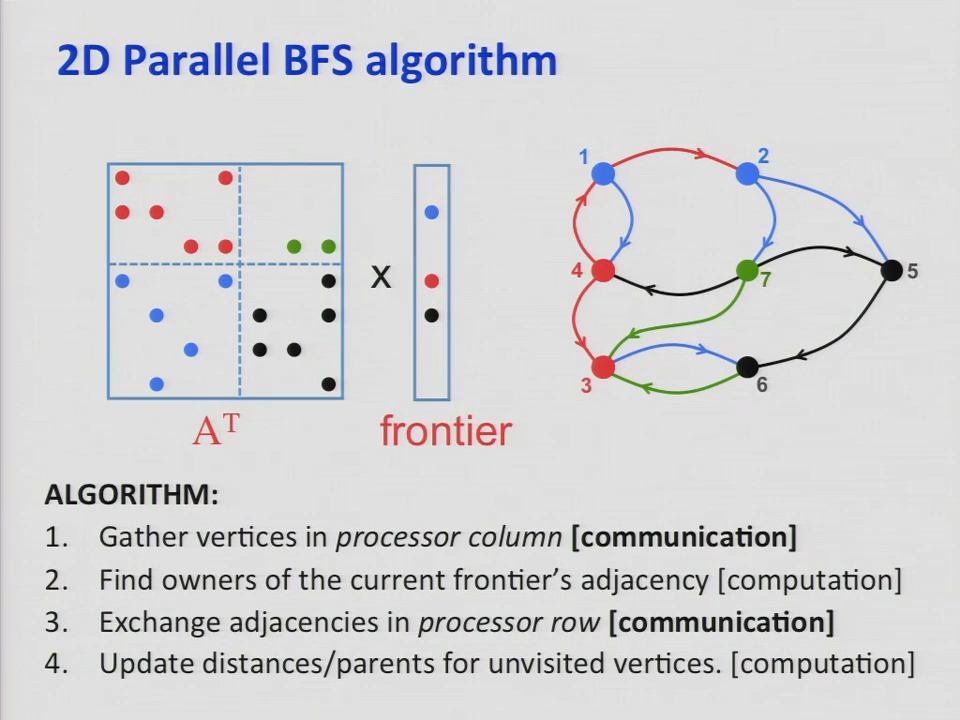 2D Parallel BFS algorithm
1
2
x
4
7
5
3
6
Aᵀ
frontier
ALGORITHM:
1. Gather vertices in processor column [communication]
2. Find owners of the current frontier’s adjacency [computation]
3. Exchange adjacencies in processor row [communication]
4. Update distances/parents for unvisited vertices. [computation]